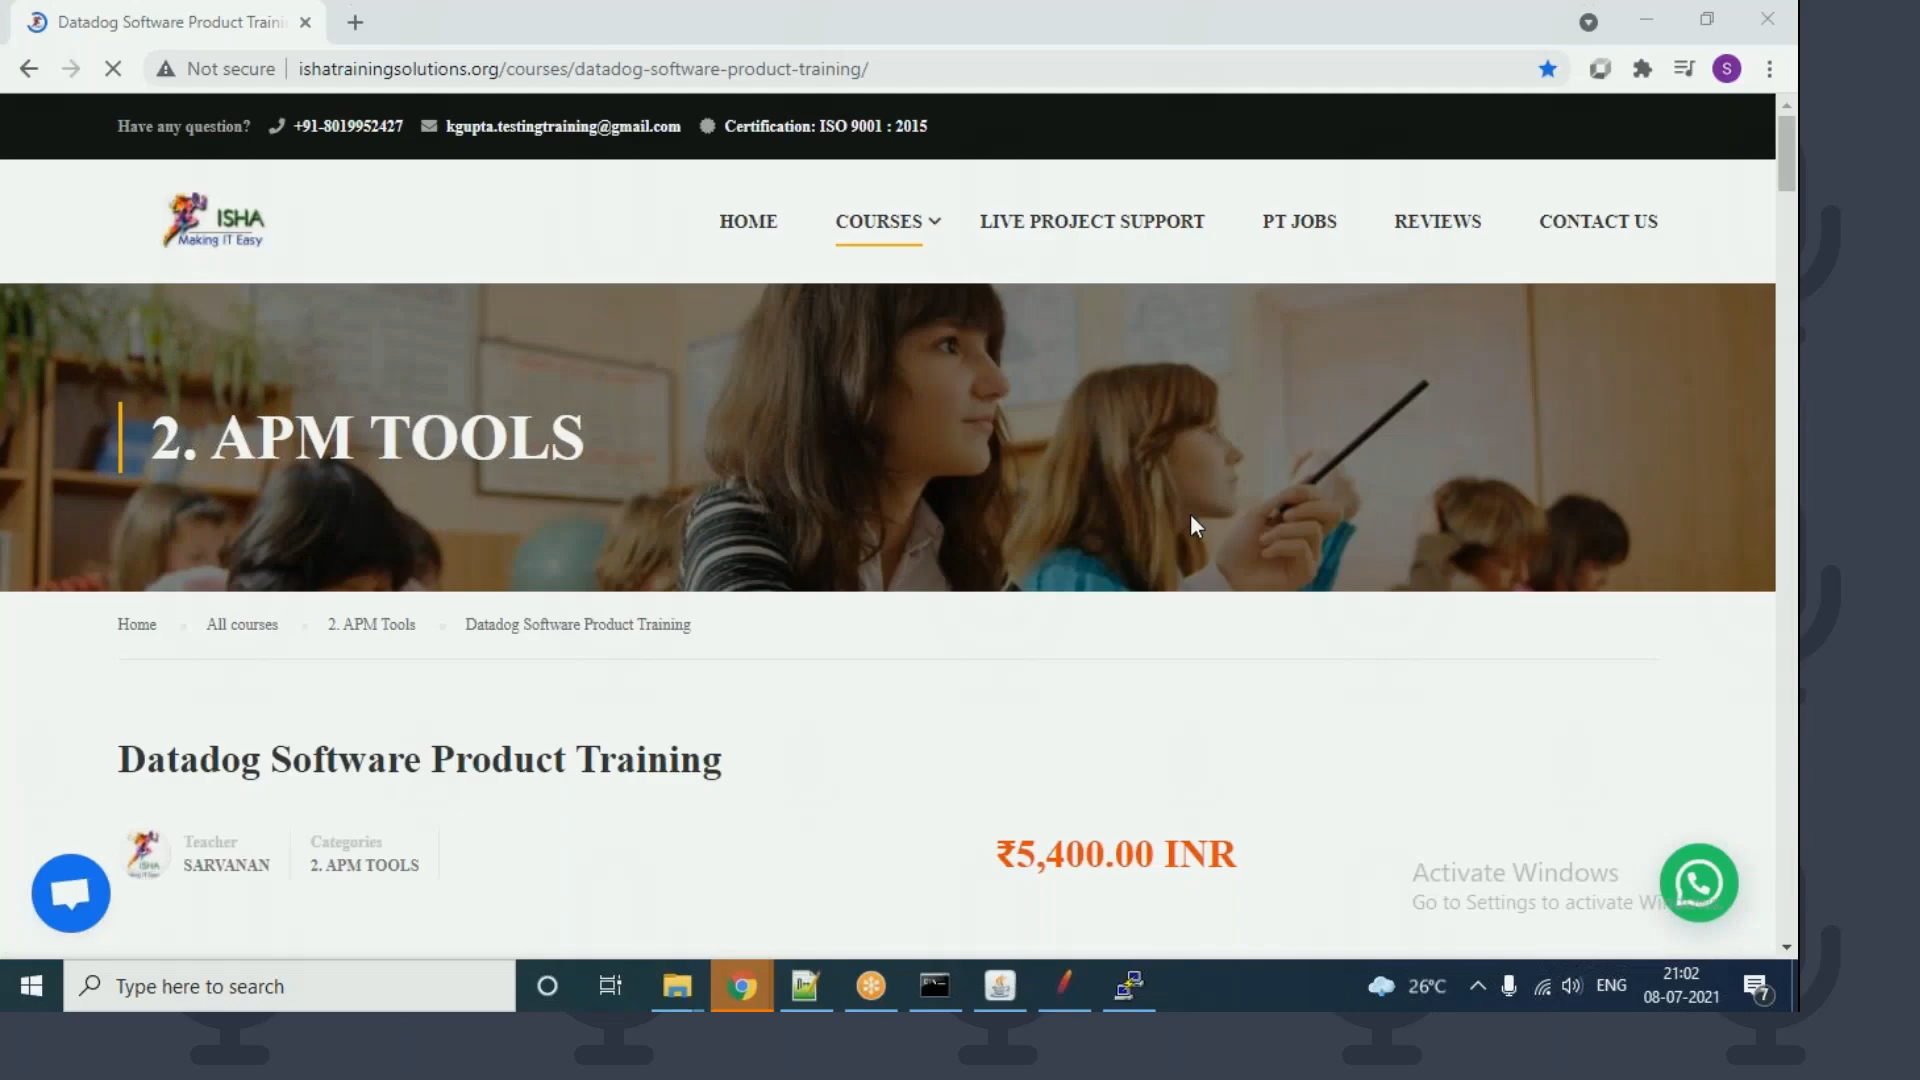 Datadog Software Product Traini
Not secure
ishatrainingsolutions.org/courses/datadog-software-product-training/
S
Have any question? +91-8019952427 kgupta.testingtraining@gmail.com Certification: ISO 9001 : 2015
ISHA
Making IT Easy
HOME COURSES LIVE PROJECT SUPPORT PT JOBS REVIEWS CONTACT US
2. APM TOOLS
Home All courses 2. APM Tools Datadog Software Product Training
Datadog Software Product Training
Teacher
SARVANAN
Categories
2. APM TOOLS
₹5,400.00 INR
Activate Windows
Go to Settings to activate
Type here to search
26°C
ENG
21:02
08-07-2021
7